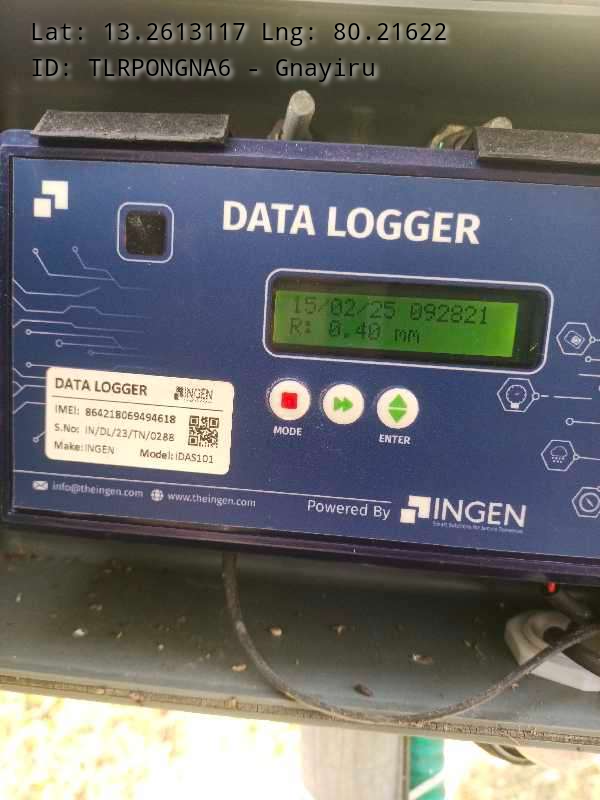 Lat: 13.2613117 Lng: 80.21622
ID: TLRPONGNA6 - Gnayiru
DATA LOGGER
15/02/25 092821
R: 0.40 mm
DATA LOGGER INGEN
IMEI: 864218069494618
S.No: IN/DL/23/TN/0288
Make: INGEN Model: iDAS101
MODE
ENTER
info@theingen.com www.theingen.com
Powered By INGEN